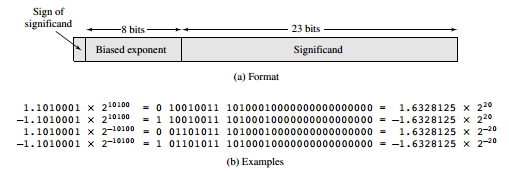 Sign of
significand
8 bits
23 bits
Biased exponent
Significand
(a) Format
1.1010001 × 2^10100 = 0 10010011 10100010000000000000000 = 1.6328125 × 2^20
−1.1010001 × 2^10100 = 1 10010011 10100010000000000000000 = −1.6328125 × 2^20
1.1010001 × 2^−10100 = 0 01101011 10100010000000000000000 = 1.6328125 × 2^−20
−1.1010001 × 2^−10100 = 1 01101011 10100010000000000000000 = −1.6328125 × 2^−20
(b) Examples